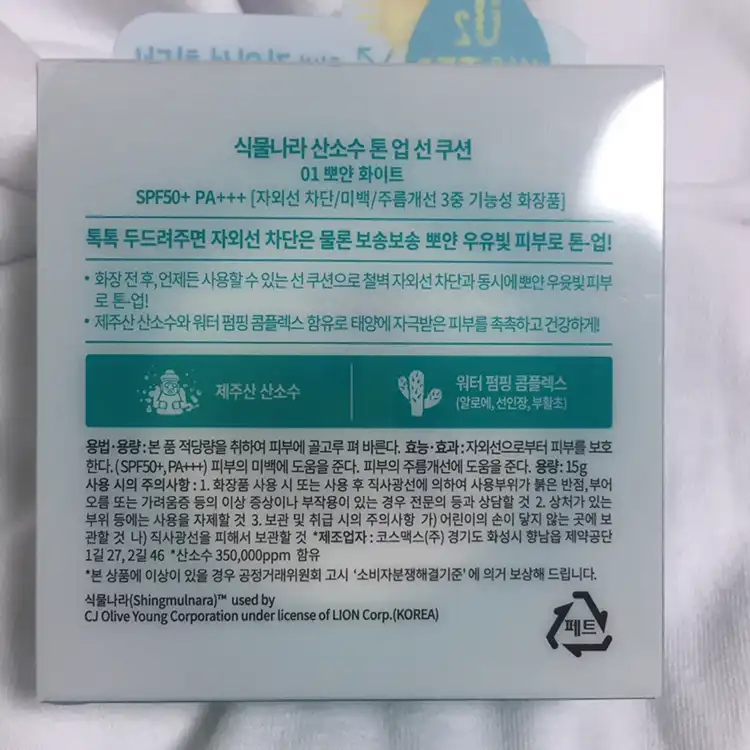 식물나라 산소수 톤 업 선 쿠션
01 뽀얀 화이트
SPF50+ PA+++ [자외선 차단/미백/주름개선 3중 기능성 화장품]
톡톡 두드려주면 자외선 차단은 물론 보송보송 뽀얀 우유빛 피부로 톤-업!
• 화장 전 후, 언제든 사용할 수 있는 선 쿠션으로 철벽 자외선 차단과 동시에 뽀얀 우윳빛 피부
로 톤-업!
• 제주산 산소수와 워터 펌핑 콤플렉스 함유로 태양에 자극받은 피부를 촉촉하고 건강하게!
제주산 산소수
워터 펌핑 콤플렉스
(알로에, 선인장, 부활초)
용법·용량: 본 품 적당량을 취하여 피부에 골고루 펴 바른다. 효능·효과: 자외선으로부터 피부를 보호
한다.(SPF50+, PA+++) 피부의 미백에 도움을 준다. 피부의 주름개선에 도움을 준다. 용량: 15g
사용 시의 주의사항 : 1. 화장품 사용 시 또는 사용 후 직사광선에 의하여 사용부위가 붉은 반점, 부어
오름 또는 가려움증 등의 이상 증상이나 부작용이 있는 경우 전문의 등과 상담할 것 2. 상처가 있는
부위 등에는 사용을 자제할 것 3. 보관 및 취급 시의 주의사항 가) 어린이의 손이 닿지 않는 곳에 보
관할 것 나) 직사광선을 피해서 보관할 것 *제조업자 : 코스맥스(주) 경기도 화성시 향남읍 제약공단
1길 27, 2길 46 *산소수 350,000ppm 함유
*본 상품에 이상이 있을 경우 공정거래위원회 고시 '소비자분쟁해결기준' 에 의거 보상해 드립니다.
식물나라(Shingmulnara)™ used by
CJ Olive Young Corporation under license of LION Corp.(KOREA)
페트